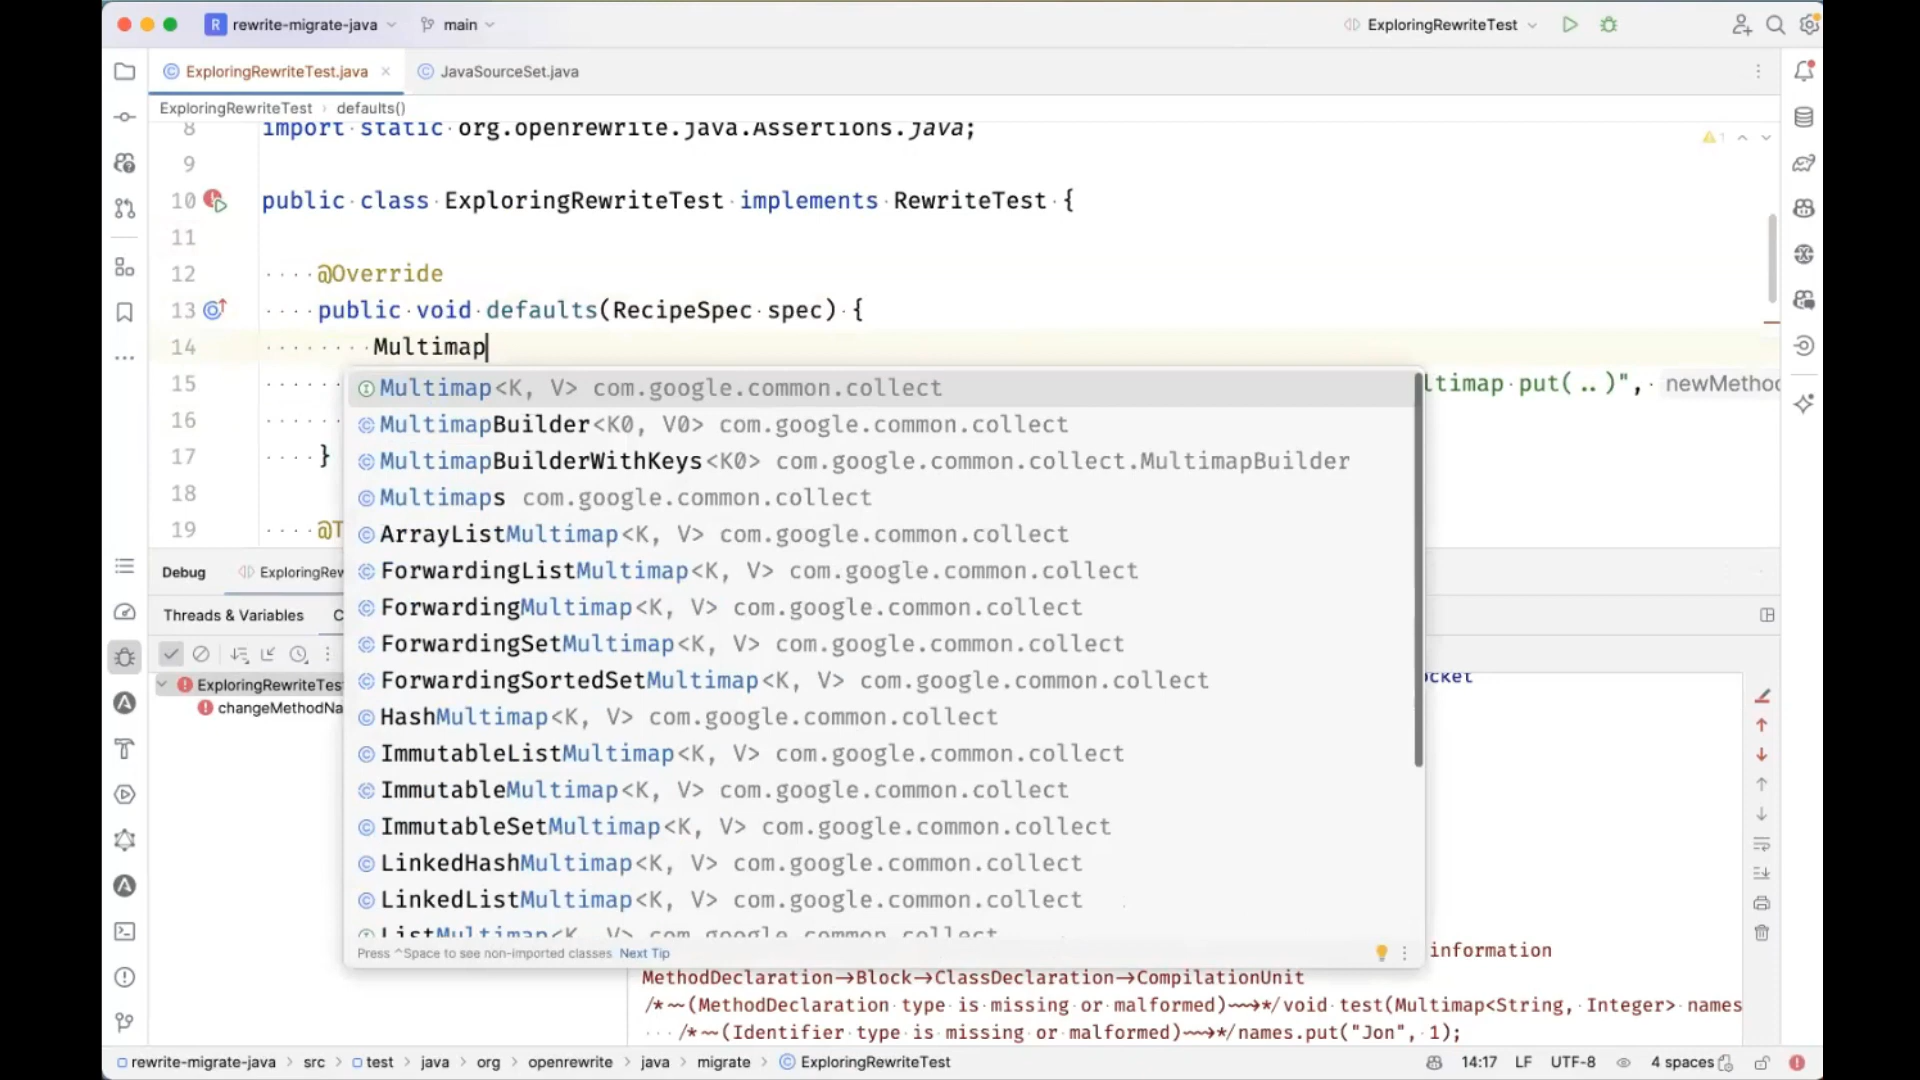 R rewrite-migrate-java main ExploringRewriteTest
ExploringRewriteTest.java JavaSourceSet.java
ExploringRewriteTest › defaults()
8 import static org.openrewrite.java.Assertions.java;
1
9
10 public class ExploringRewriteTest implements RewriteTest {
11
12 @Override
13 public void defaults(RecipeSpec spec) {
14 Multimap
15 ltimap put(..)", newMethod
16
17 }
18
19 @T
Multimap<K, V> com.google.common.collect
MultimapBuilder<K0, V0> com.google.common.collect
MultimapBuilderWithKeys<K0> com.google.common.collect.MultimapBuilder
Multimaps com.google.common.collect
ArrayListMultimap<K, V> com.google.common.collect
ForwardingListMultimap<K, V> com.google.common.collect
ForwardingMultimap<K, V> com.google.common.collect
ForwardingSetMultimap<K, V> com.google.common.collect
ForwardingSortedSetMultimap<K, V> com.google.common.collect
HashMultimap<K, V> com.google.common.collect
ImmutableListMultimap<K, V> com.google.common.collect
ImmutableMultimap<K, V> com.google.common.collect
ImmutableSetMultimap<K, V> com.google.common.collect
LinkedHashMultimap<K, V> com.google.common.collect
LinkedListMultimap<K, V> com.google.common.collect
ListMultimap<K, V> com.google.common.collect
Press ^Space to see non-imported classes Next Tip
Debug ExploringRew
Threads & Variables C
ExploringRewriteTes
changeMethodNa
ocket
information
MethodDeclaration->Block->ClassDeclaration->CompilationUnit
/*~~(MethodDeclaration type is missing or malformed)~~>*/void test(Multimap<String, Integer> names
/*~~(Identifier type is missing or malformed)~~>*/names.put("Jon", 1);
rewrite-migrate-java › src › test › java › org › openrewrite › java › migrate › ExploringRewriteTest 14:17 LF UTF-8 4 spaces